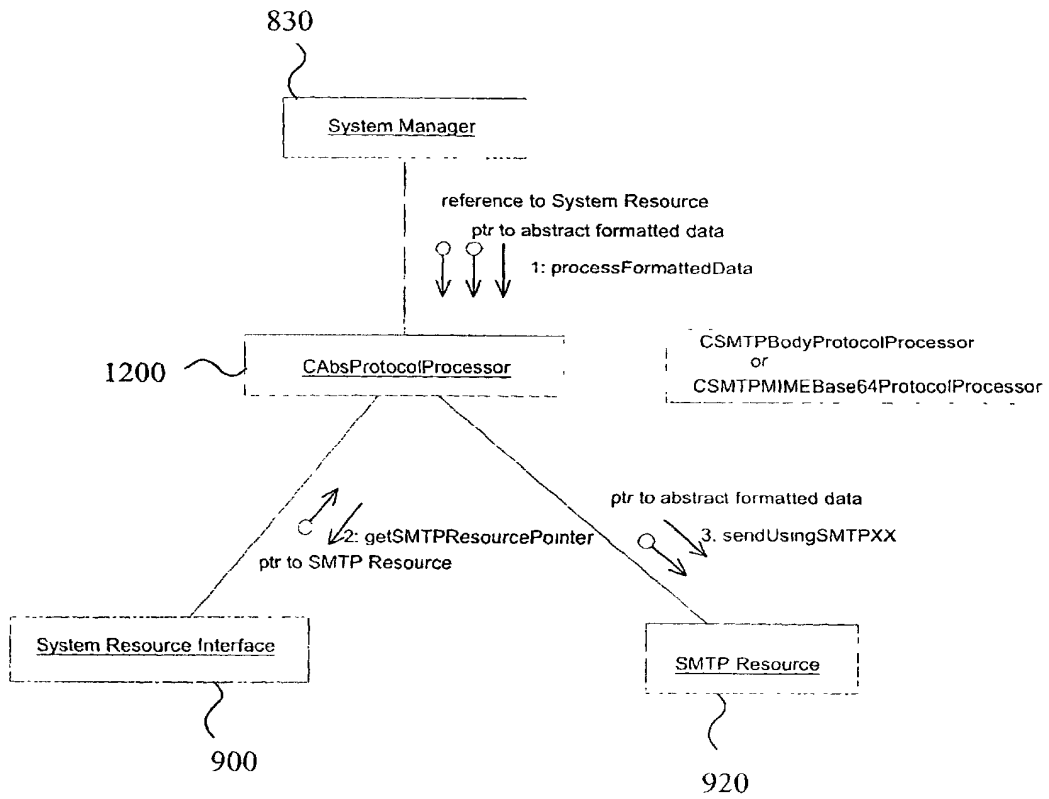 830
System Manager
reference to System Resource
ptr to abstract formatted data
1: processFormattedData
1200
CAbsProtocolProcessor
CSMTPBodyProtocolProcessor
or
CSMTPMIMEBase64ProtocolProcessor
2: getSMTPResourcePointer
ptr to SMTP Resource
ptr to abstract formatted data
3. sendUsingSMTPXX
System Resource Interface
SMTP Resource
900
920